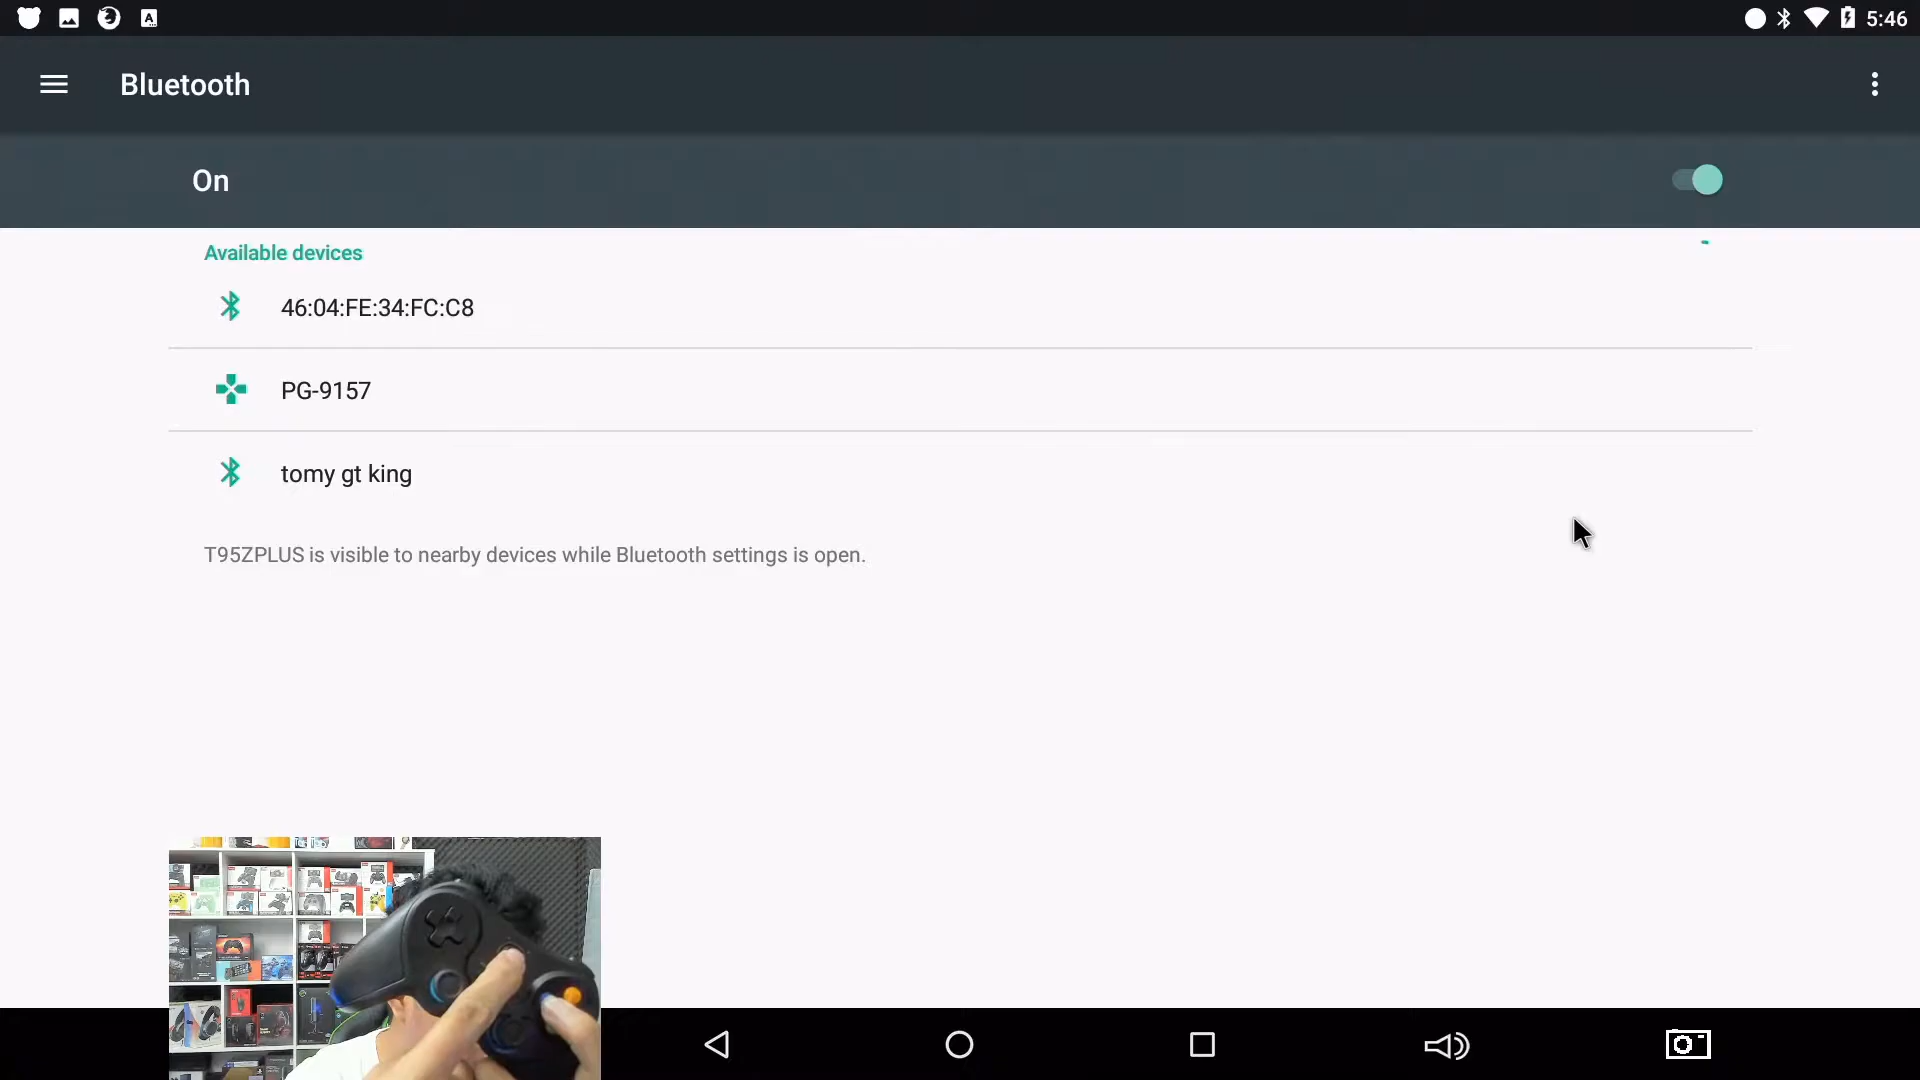 5:46
Bluetooth
On
Available devices
46:04:FE:34:FC:C8
PG-9157
tomy gt king
T95ZPLUS is visible to nearby devices while Bluetooth settings is open.